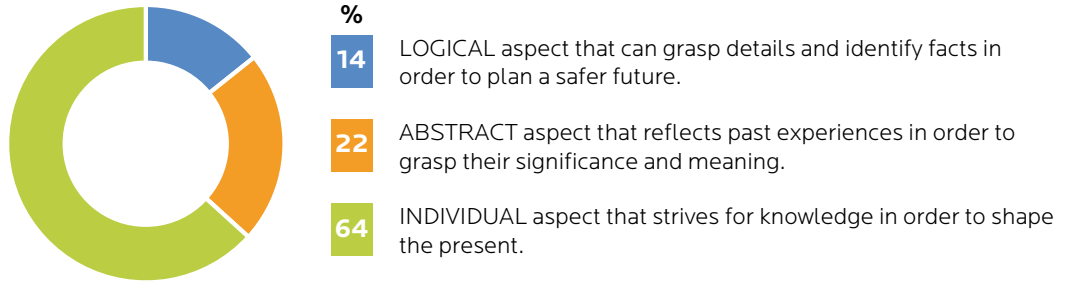 %
14
LOGICAL aspect that can grasp details and identify facts in
order to plan a safer future.
22
ABSTRACT aspect that reflects past experiences in order to
grasp their significance and meaning.
64
INDIVIDUAL aspect that strives for knowledge in order to shape
the present.